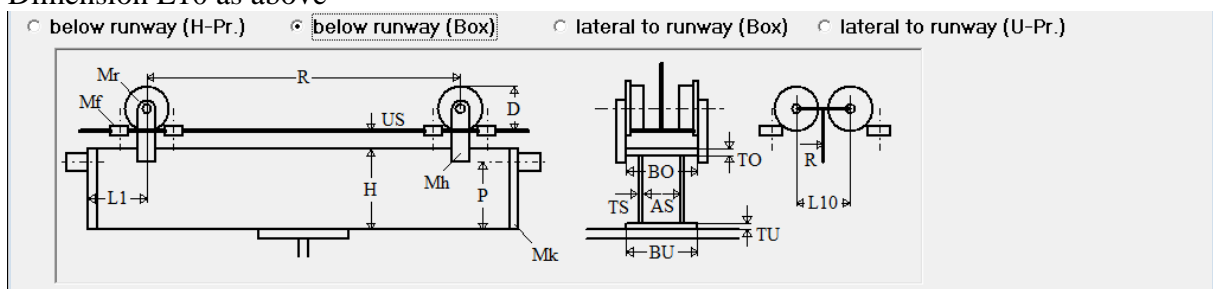 Dimension L10 as above
below runway (H-Pr.) below runway (Box) lateral to runway (Box) lateral to runway (U-Pr.)
Mr R
Mf D
US
TO
BO R
L1 H Mh P TS AS L10
TU
Mk BU